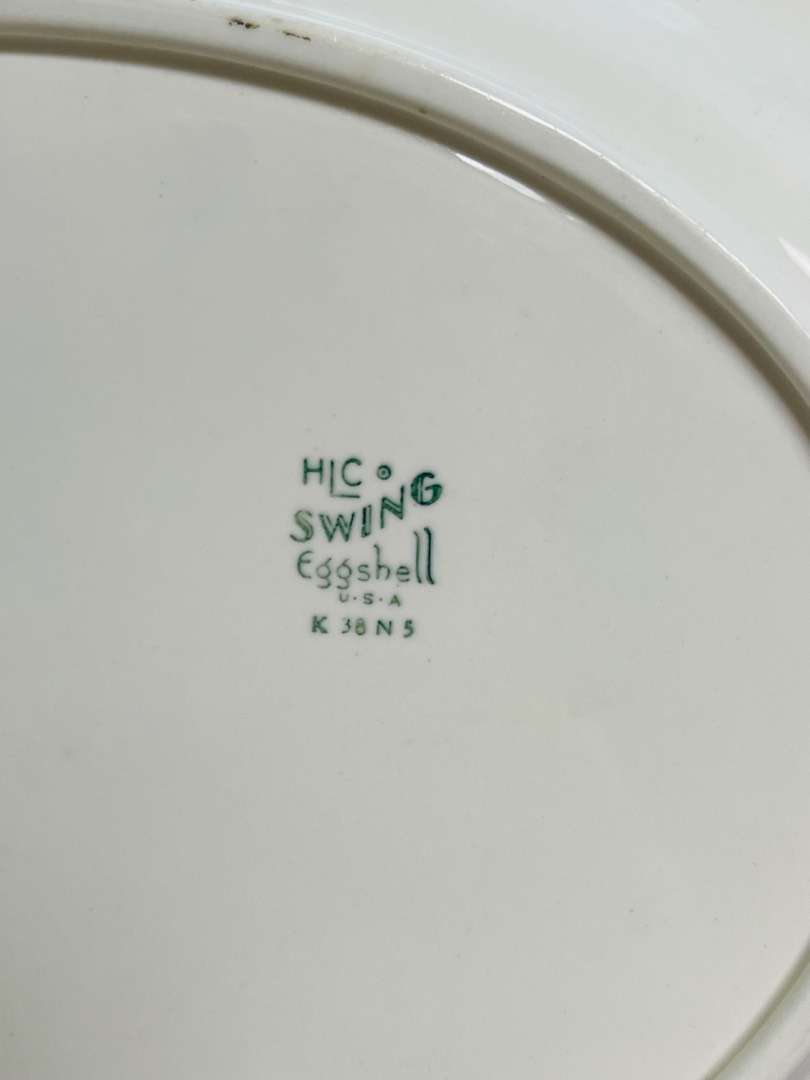 HLC
SWING
Eggshell
U·S·A
K 38 N 5